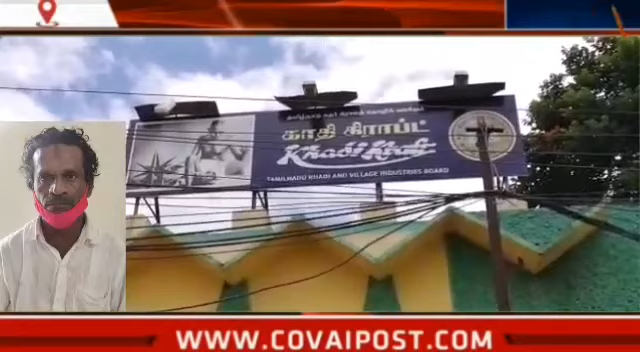 காதி கிராப்ட்
Khadi Kraft
TAMILNADU KHADI AND VILLAGE INDUSTRIES BOARD
WWW.COVAIPOST.COM